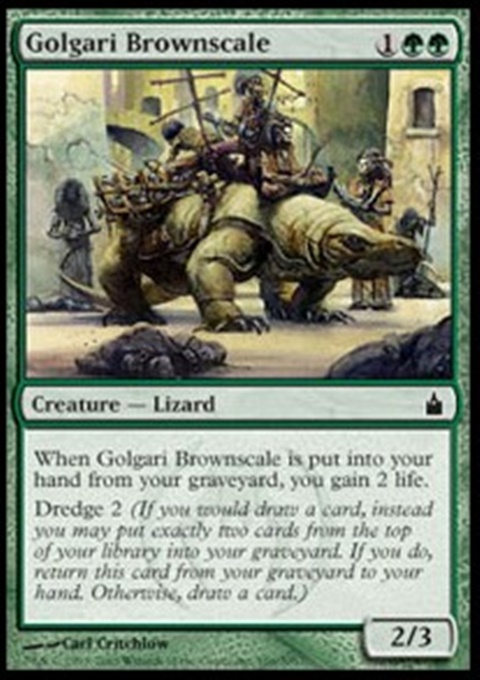 Golgari Brownscale 1
Creature — Lizard
When Golgari Brownscale is put into your
hand from your graveyard, you gain 2 life.
Dredge 2 (If you would draw a card, instead
you may put exactly two cards from the top
of your library into your graveyard. If you do,
return this card from your graveyard to your
hand. Otherwise, draw a card.)
Carl Critchlow
2/3